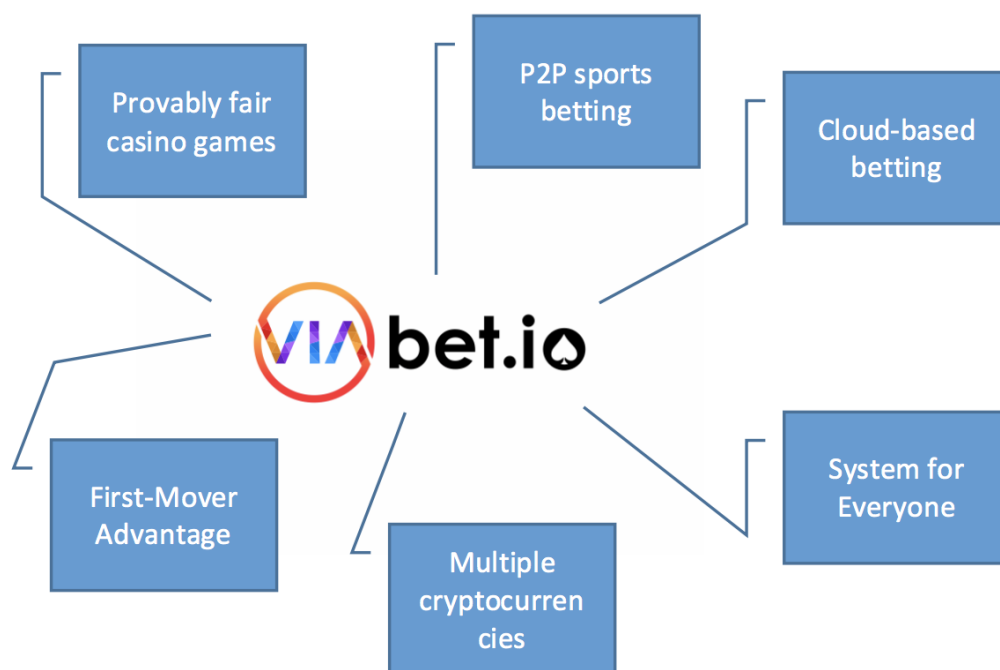 Provably fair
casino games
P2P sports
betting
Cloud-based
betting
VIA bet.io
First-Mover
Advantage
Multiple
cryptocurren
cies
System for
Everyone